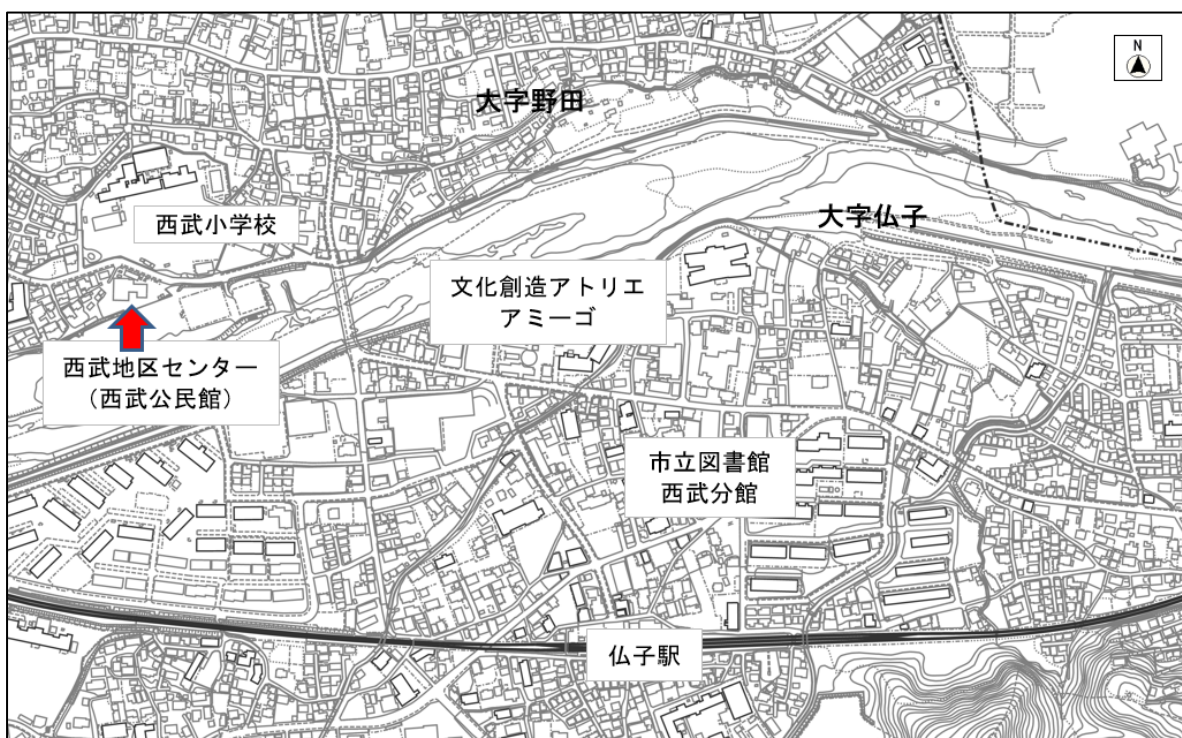 N
大字野田
西武小学校
大字仏子
文化創造アトリエ
アミーゴ
西武地区センター
（西武公民館）
市立図書館
西武分館
仏子駅